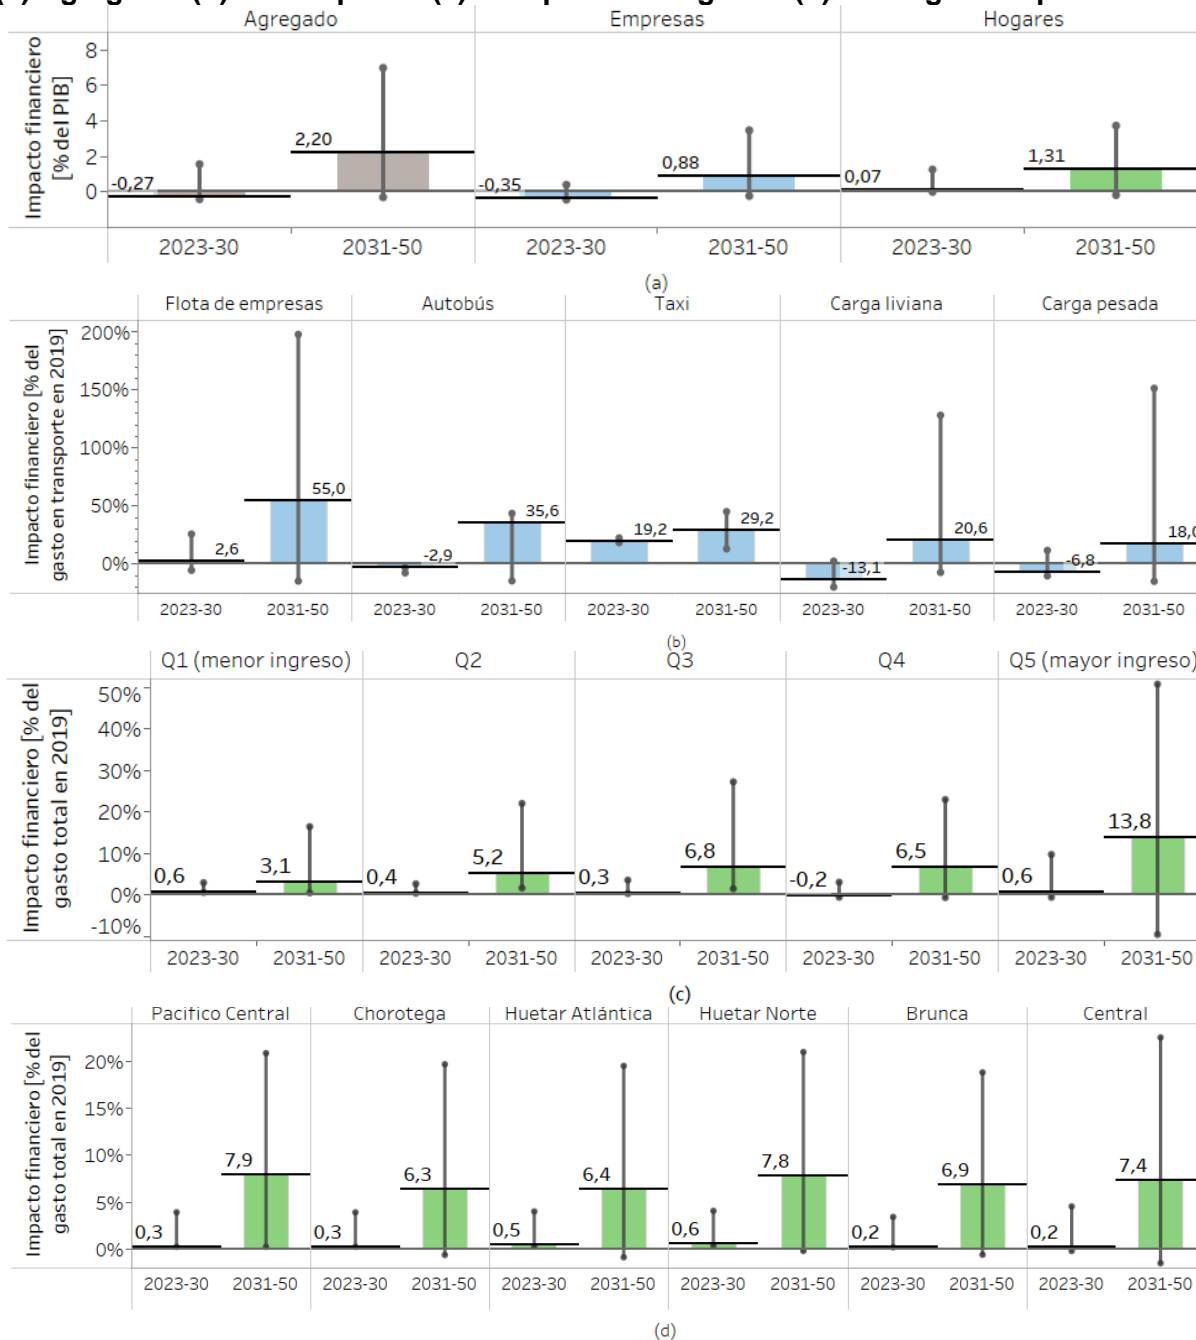 Agregado Empresas Hogares
Impacto financiero
[% del PIB]
8
6
4
2
0
-0,27 2,20 -0,35 0,88 0,07 1,31
2023-30 2031-50 2023-30 2031-50 2023-30 2031-50
(a)
Flota de empresas Autobús Taxi Carga liviana Carga pesada
Impacto financiero [% del
gasto en transporte en 2019]
200%
150%
100%
50%
0%
2,6 55,0 -2,9 35,6 19,2 29,2 -13,1 20,6 -6,8 18,0
2023-30 2031-50 2023-30 2031-50 2023-30 2031-50 2023-30 2031-50 2023-30 2031-50
(b)
Q1 (menor ingreso) Q2 Q3 Q4 Q5 (mayor ingreso)
Impacto financiero [% del
gasto total en 2019]
50%
40%
30%
20%
10%
0%
-10%
0,6 3,1 0,4 5,2 0,3 6,8 -0,2 6,5 0,6 13,8
2023-30 2031-50 2023-30 2031-50 2023-30 2031-50 2023-30 2031-50 2023-30 2031-50
(c)
Pacífico Central Chorotega Huetar Atlántica Huetar Norte Brunca Central
Impacto financiero [% del
gasto total en 2019]
20%
15%
10%
5%
0%
0,3 7,9 0,3 6,3 0,5 6,4 0,6 7,8 0,2 6,9 0,2 7,4
2023-30 2031-50 2023-30 2031-50 2023-30 2031-50 2023-30 2031-50 2023-30 2031-50 2023-30 2031-50
(d)